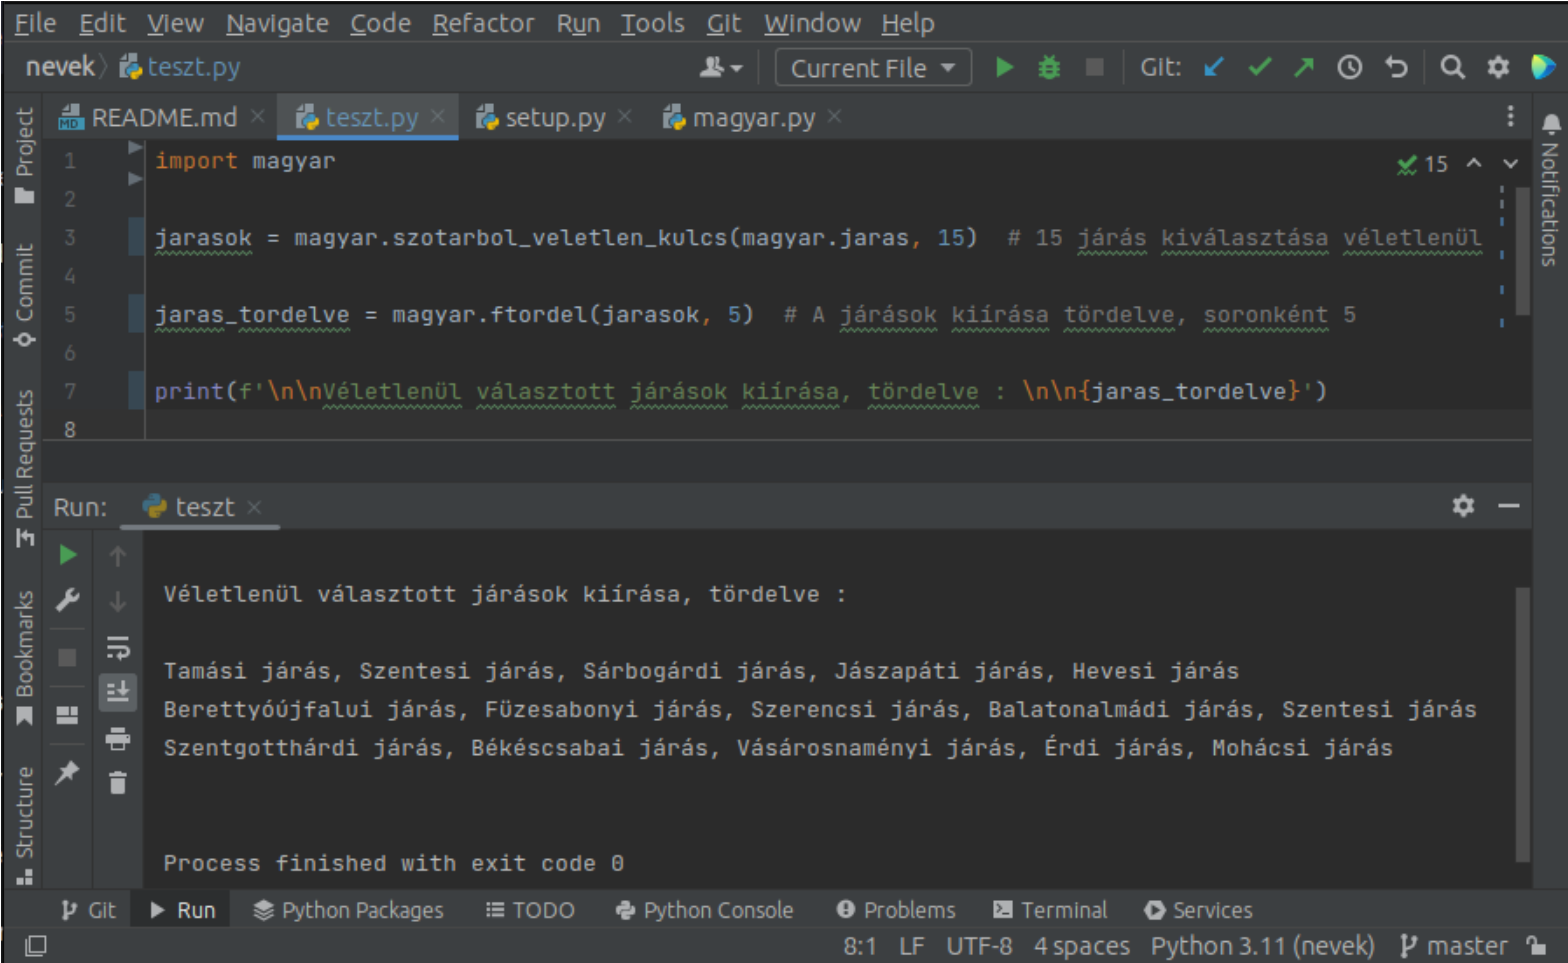 File Edit View Navigate Code Refactor Run Tools Git Window Help
nevek teszt.py Current File Git:
README.md teszt.py setup.py magyar.py
Project
Commit
Pull Requests
Bookmarks
Structure
Notifications
15
1 import magyar
2
3 jarasok = magyar.szotarbol_veletlen_kulcs(magyar.jaras, 15) # 15 járás kiválasztása véletlenül
4
5 jaras_tordelve = magyar.ftordel(jarasok, 5) # A járások kiírása tördelve, soronként 5
6
7 print(f'\n\nVéletlenül választott járások kiírása, tördelve : \n\n{jaras_tordelve}')
8
Run: teszt
Véletlenül választott járások kiírása, tördelve :
Tamási járás, Szentesi járás, Sárbogárdi járás, Jászapáti járás, Hevesi járás
Berettyóújfalui járás, Füzesabonyi járás, Szerencsi járás, Balatonalmádi járás, Szentesi járás
Szentgotthárdi járás, Békéscsabai járás, Vásárosnaményi járás, Érdi járás, Mohácsi járás
Process finished with exit code 0
Git Run Python Packages TODO Python Console Problems Terminal Services
8:1 LF UTF-8 4 spaces Python 3.11 (nevek) master